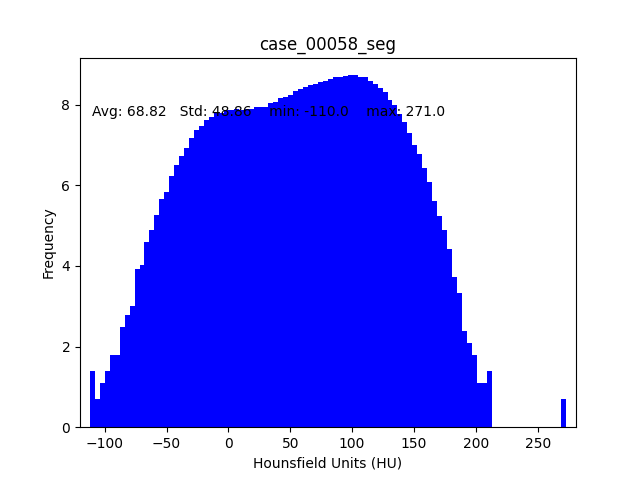 case_00058_seg
Avg: 68.82 Std: 48.86 min: -110.0 max: 271.0
8
6
4
2
0
Frequency
−100 −50 0 50 100 150 200 250
Hounsfield Units (HU)